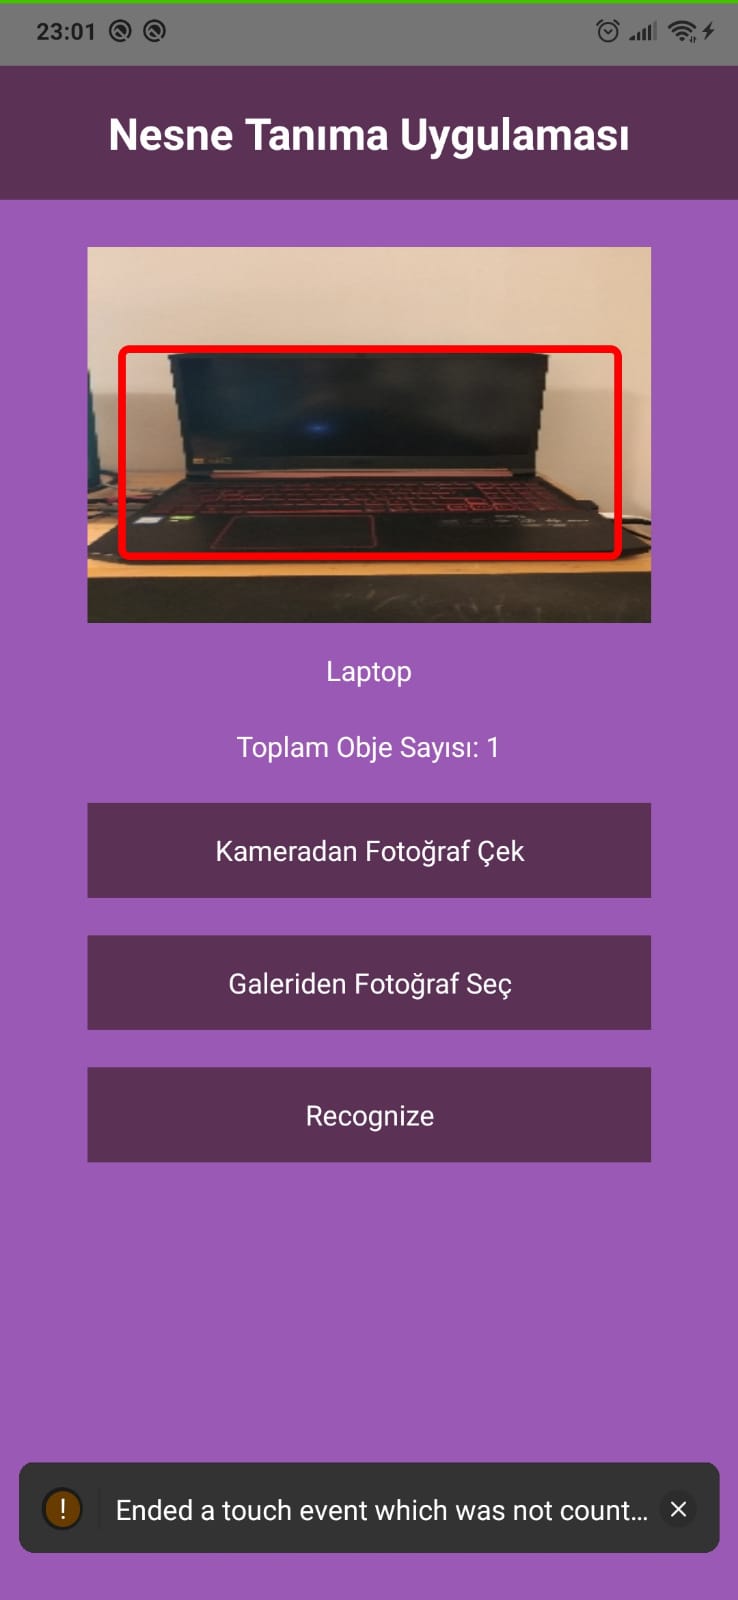 23:01
Nesne Tanıma Uygulaması
Laptop
Toplam Obje Sayısı: 1
Kameradan Fotoğraf Çek
Galeriden Fotoğraf Seç
Recognize
! Ended a touch event which was not count...